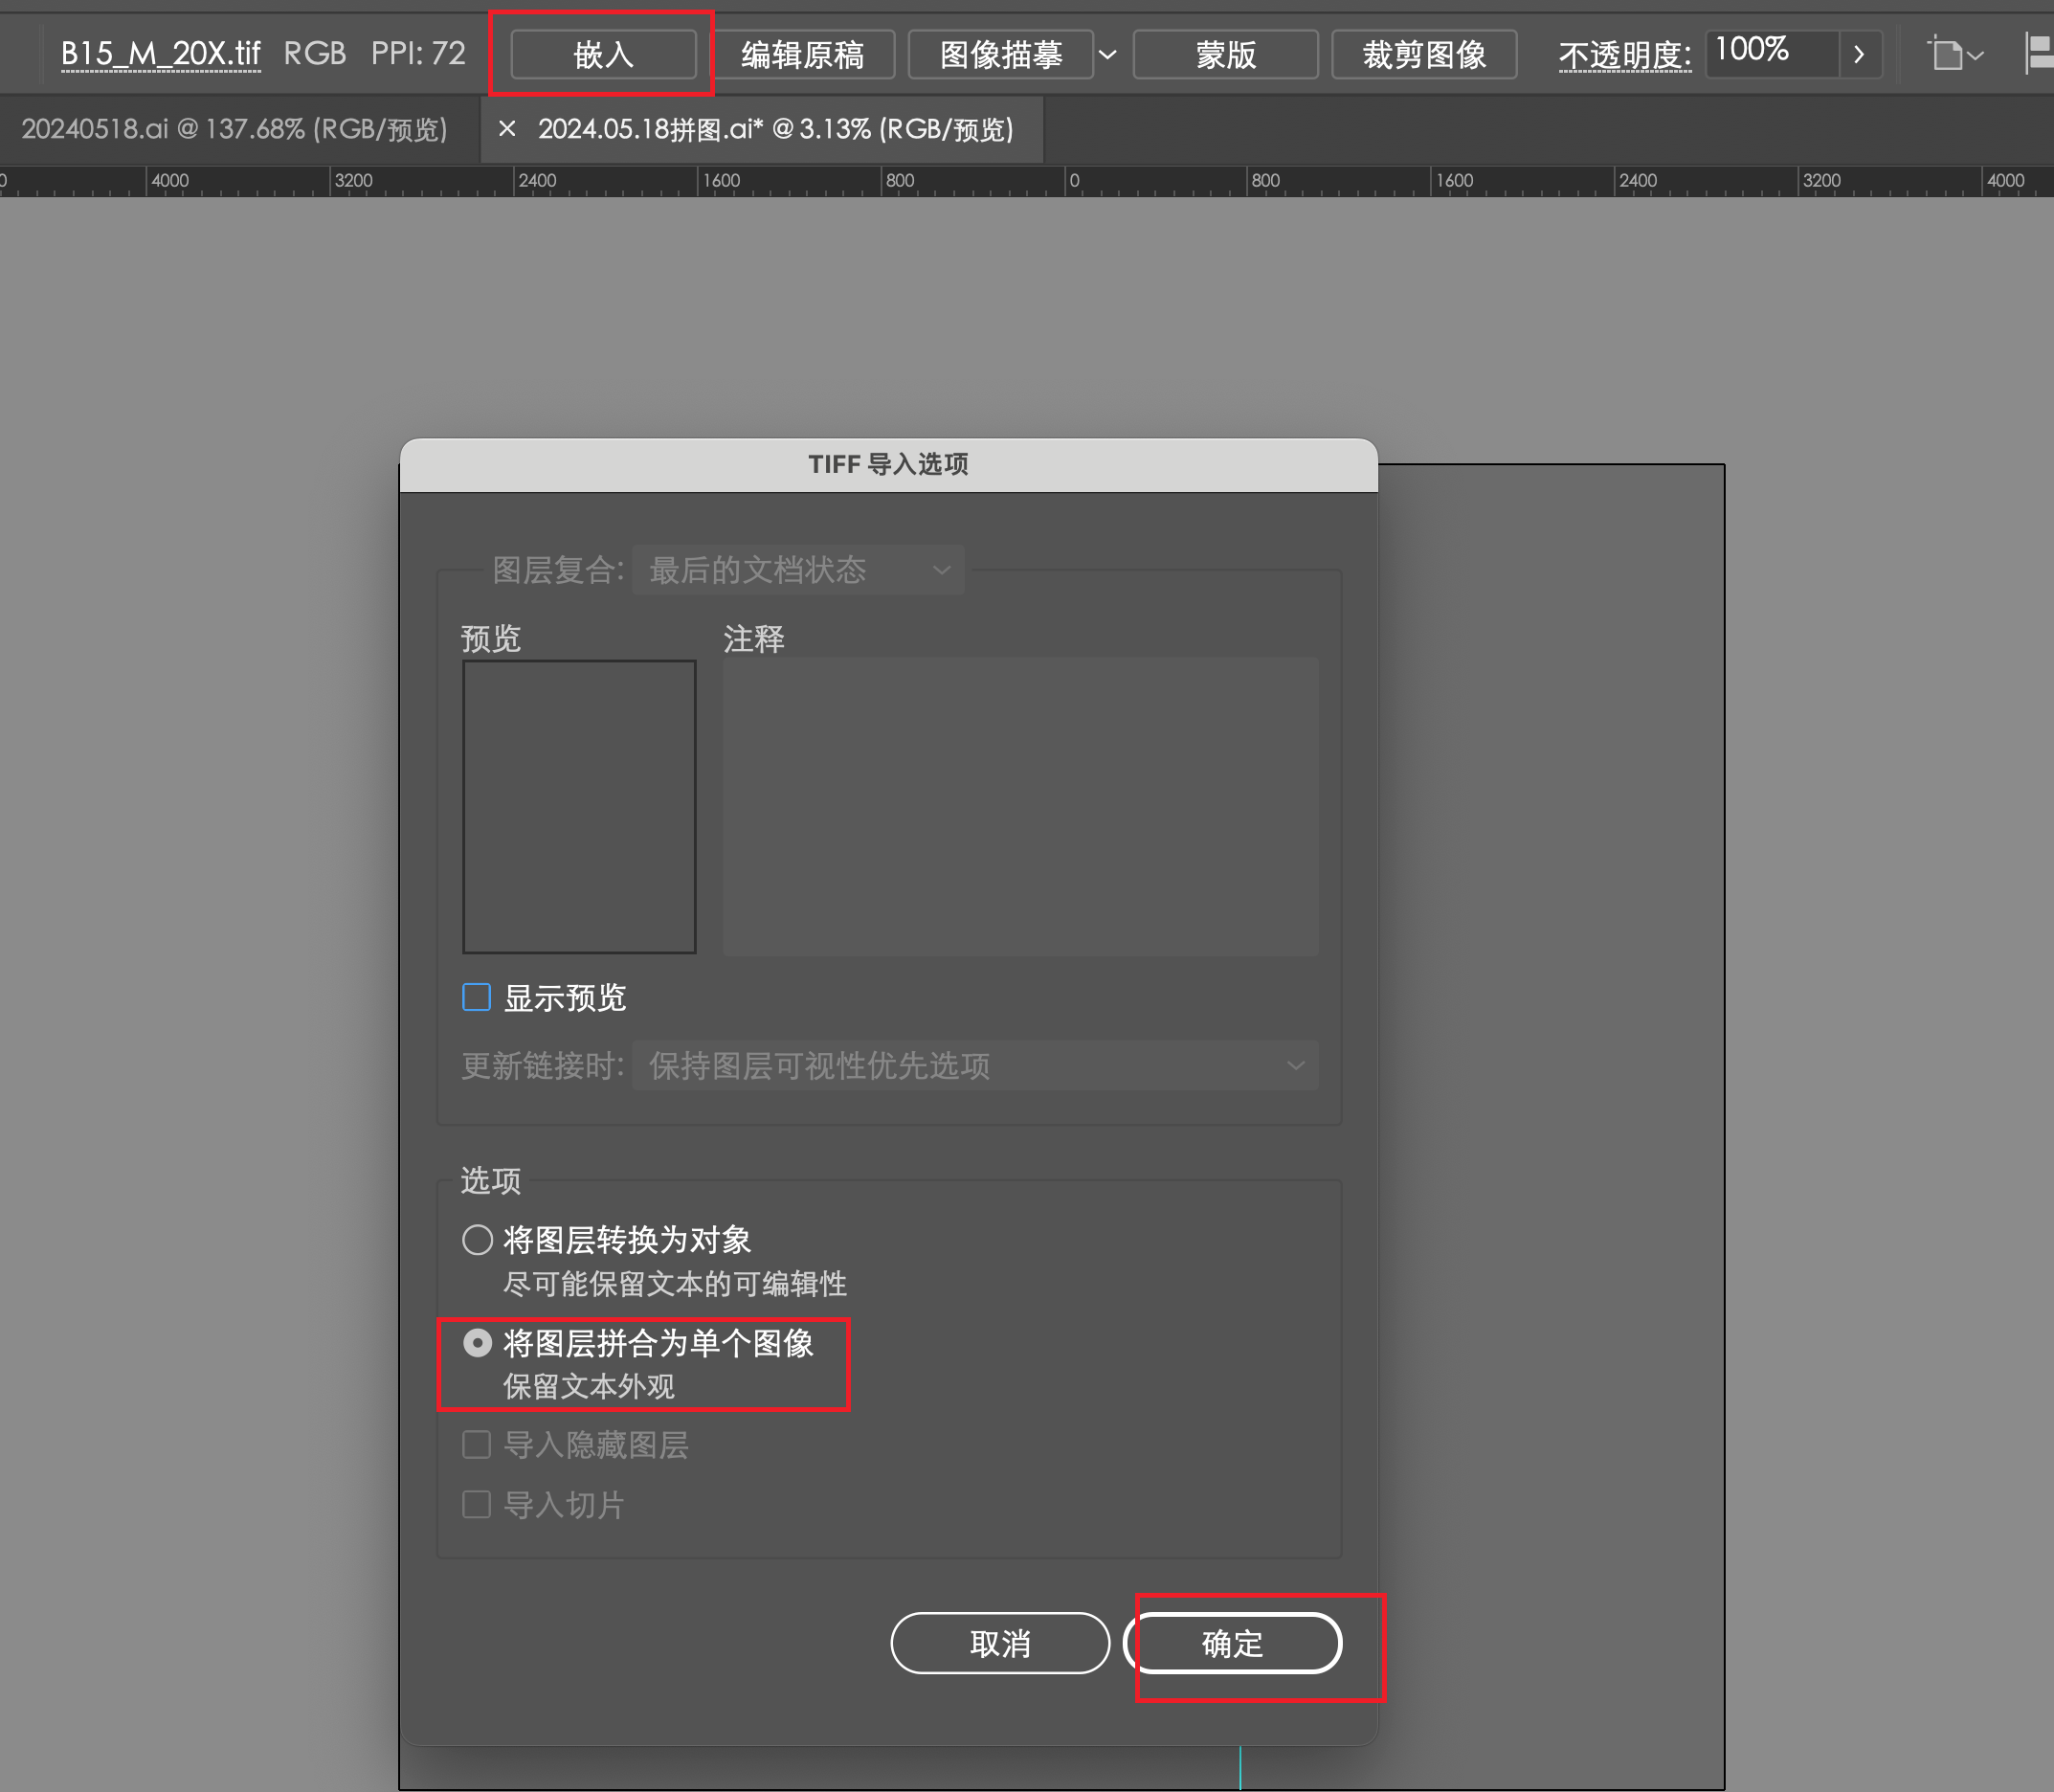 B15_M_20X.tif RGB PPI: 72 嵌入 编辑原稿 图像描摹 蒙版 裁剪图像 不透明度: 100%
20240518.ai @ 137.68% (RGB/预览) × 2024.05.18拼图.ai* @ 3.13% (RGB/预览)
0 4000 3200 2400 1600 800 0 800 1600 2400 3200 4000
TIFF 导入选项
图层复合: 最后的文档状态
预览 注释
显示预览
更新链接时: 保持图层可视性优先选项
选项
将图层转换为对象
尽可能保留文本的可编辑性
将图层拼合为单个图像
保留文本外观
导入隐藏图层
导入切片
取消 确定